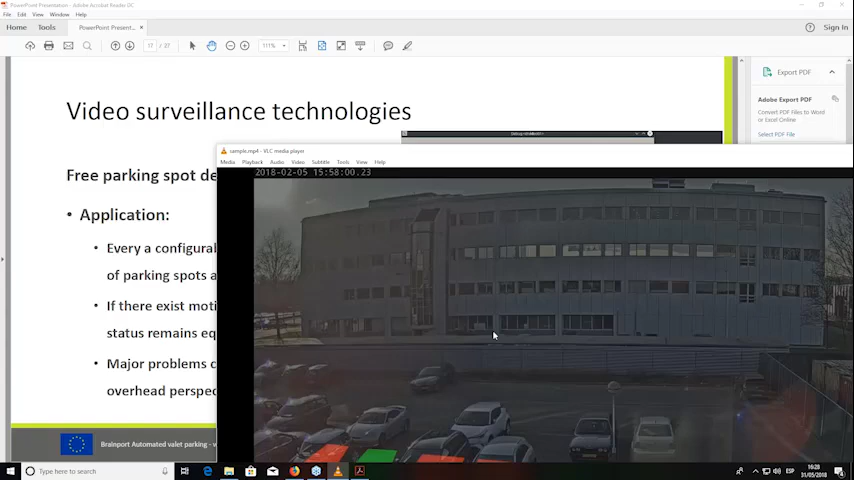 PowerPoint Presentation - Adobe Acrobat Reader DC
File Edit View Window Help
Home Tools PowerPoint Present... × Sign In
17 / 27 111%
Video surveillance technologies
Export PDF
Adobe Export PDF
Convert PDF Files to Word or Excel Online
Select PDF File
sample.mp4 - VLC media player
Media Playback Audio Video Subtitle Tools View Help
2018-02-05 15:58:00.23
Free parking spot de
• Application:
• Every a configurab
of parking spots a
• If there exist moti
status remains eq
• Major problems c
overhead perspec
Brainport Automated valet parking - v
Type here to search
ESP
16:28
31/05/2018